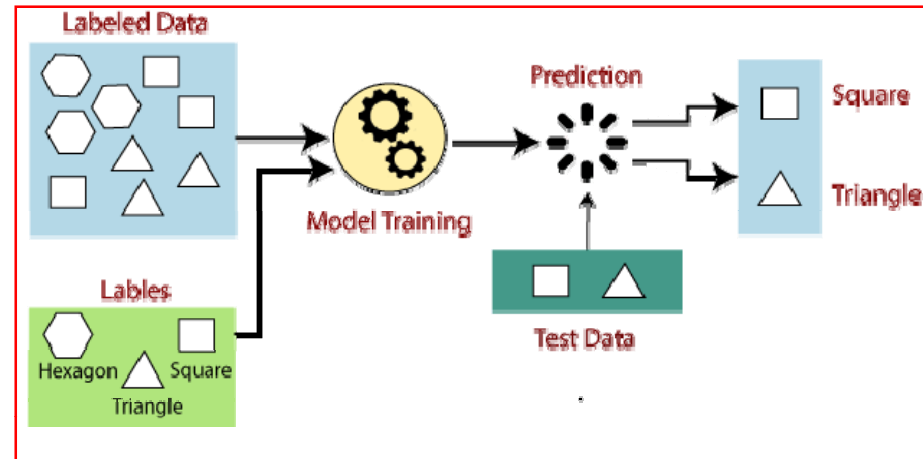 Labeled Data
Prediction
Square
Triangle
Model Training
Lables
Hexagon
Square
Triangle
Test Data